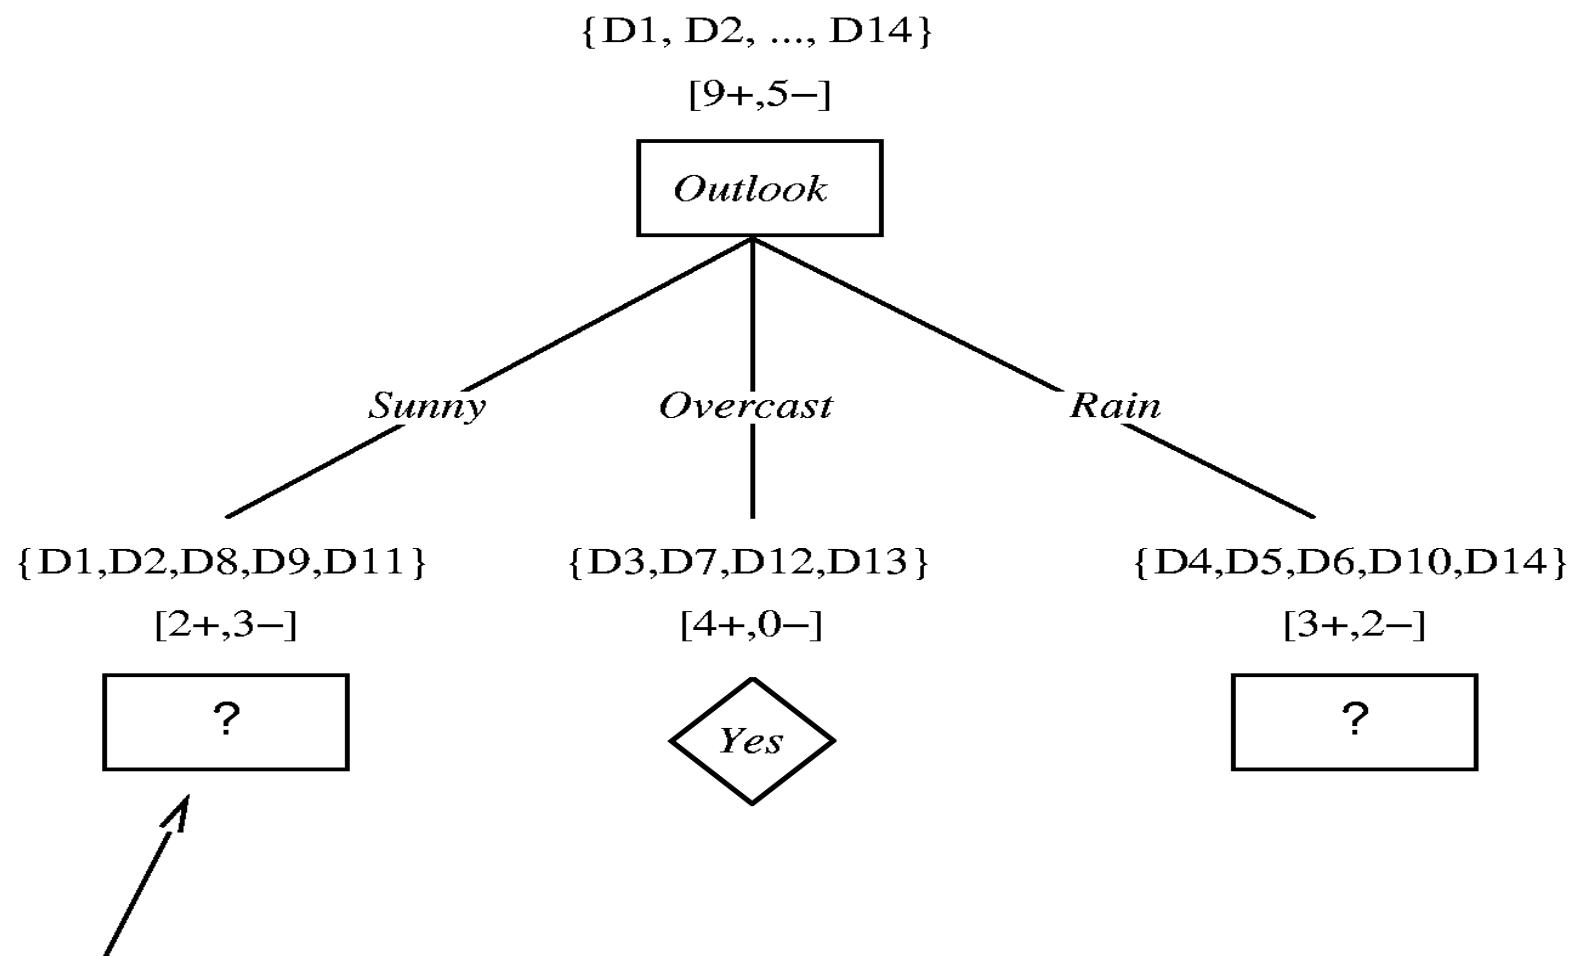 {D1, D2, ..., D14}
[9+,5−]
Outlook
Sunny Overcast Rain
{D1,D2,D8,D9,D11} {D3,D7,D12,D13} {D4,D5,D6,D10,D14}
[2+,3−] [4+,0−] [3+,2−]
? Yes ?